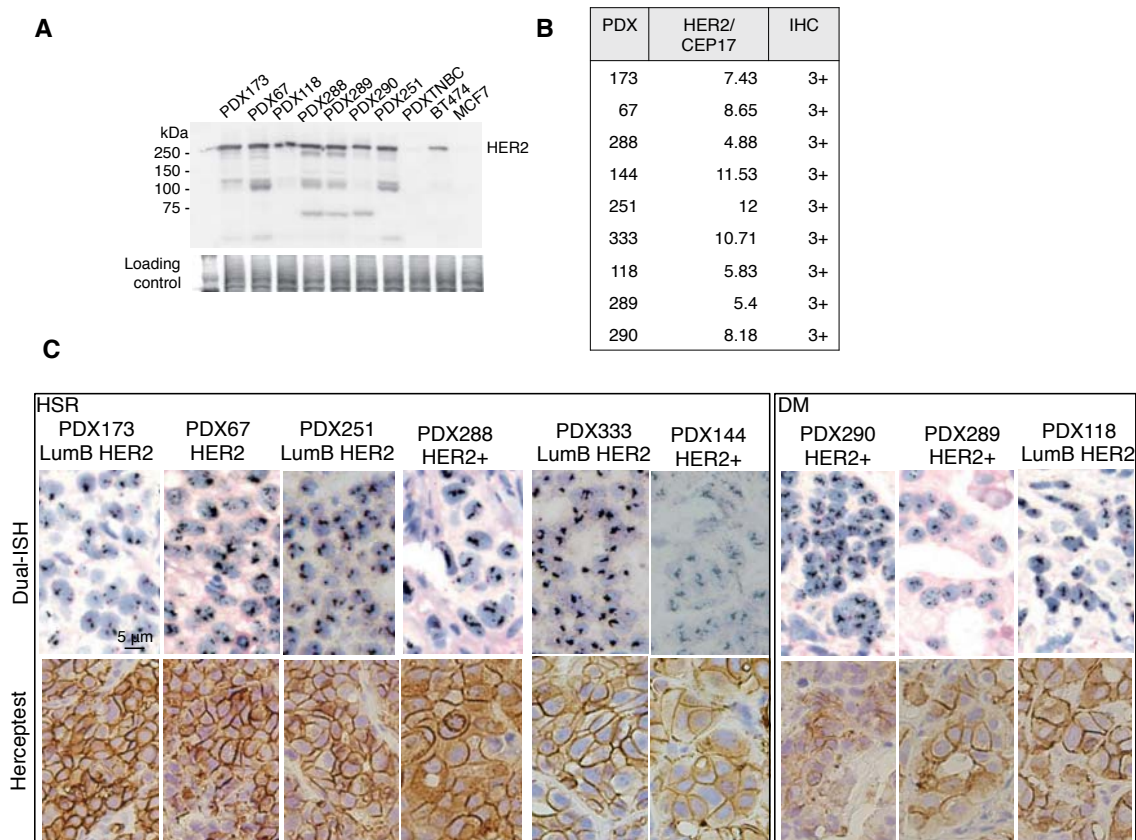 A
PDX173 PDX67 PDX118 PDX288 PDX289 PDX290 PDX251 PDXTNBC BT474 MCF7
kDa
250 -
150 -
100 -
75 -
HER2
Loading
control
B
PDX HER2/ IHC
CEP17
173 7.43 3+
67 8.65 3+
288 4.88 3+
144 11.53 3+
251 12 3+
333 10.71 3+
118 5.83 3+
289 5.4 3+
290 8.18 3+
C
HSR
PDX173 PDX67 PDX251 PDX288 PDX333 PDX144
LumB HER2 HER2 LumB HER2 HER2+ LumB HER2 HER2+
DM
PDX290 PDX289 PDX118
HER2+ HER2+ LumB HER2
Dual-ISH
5 μm
Herceptest